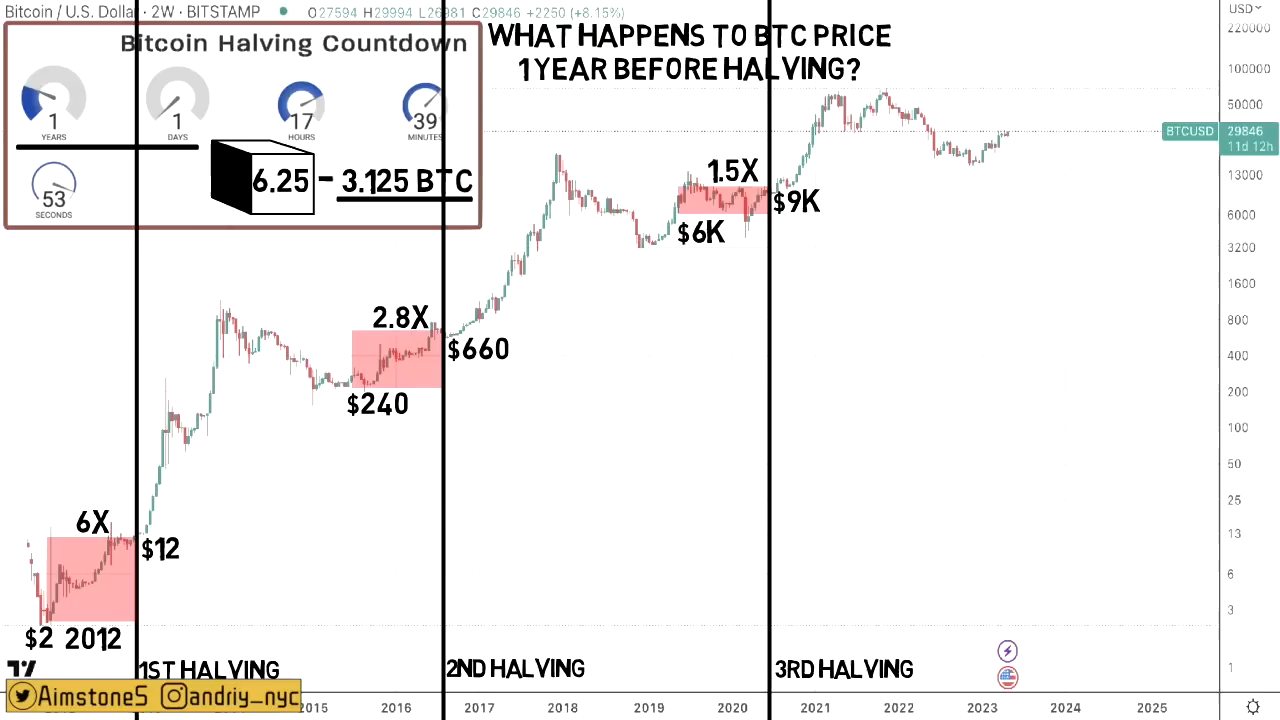 Bitcoin / U.S. Dollar · 2W · BITSTAMP O27594 H29994 L26981 C29846 +2250 (+8.15%)
USD
Bitcoin Halving Countdown
WHAT HAPPENS TO BTC PRICE
1 YEAR BEFORE HALVING?
1
YEARS
1
DAYS
17
HOURS
39
MINUTES
53
SECONDS
6.25 - 3.125 BTC
220000
100000
50000
BTCUSD 29846
11d 12h
13000
6000
3200
1600
800
400
200
100
50
25
13
6
3
1
1.5X
$9K
$6K
2.8X
$660
$240
6X
$12
$2 2012
1ST HALVING
2ND HALVING
3RD HALVING
Aimstone5 andriy_nyc
2015 2016 2017 2018 2019 2020 2021 2022 2023 2024 2025